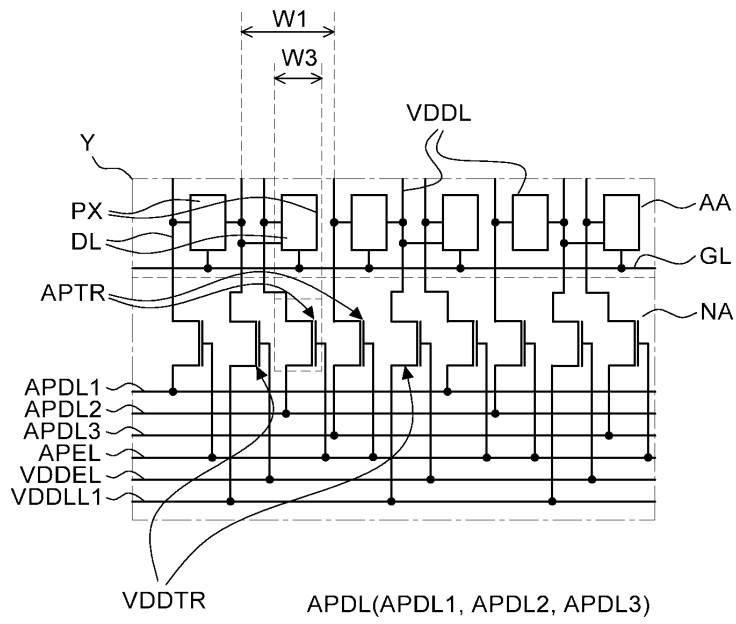 W1
W3
VDDL
Y
PX
AA
DL
GL
APTR
NA
APDL1
APDL2
APDL3
APEL
VDDEL
VDDLL1
VDDTR
APDL(APDL1, APDL2, APDL3)